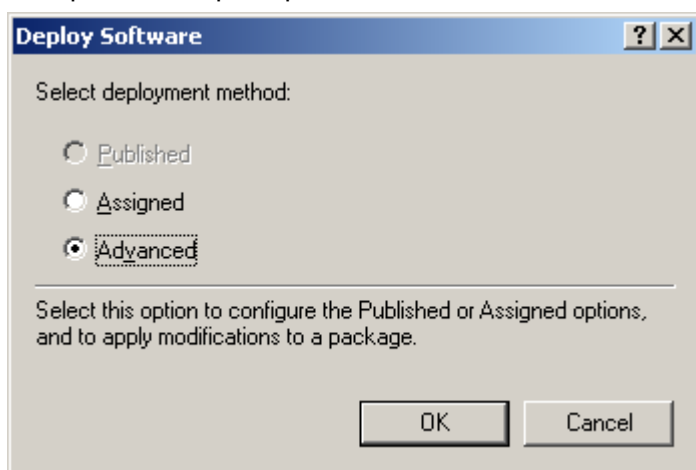 Deploy Software
Select deployment method:
Published
Assigned
Advanced
Select this option to configure the Published or Assigned options,
and to apply modifications to a package.
OK Cancel